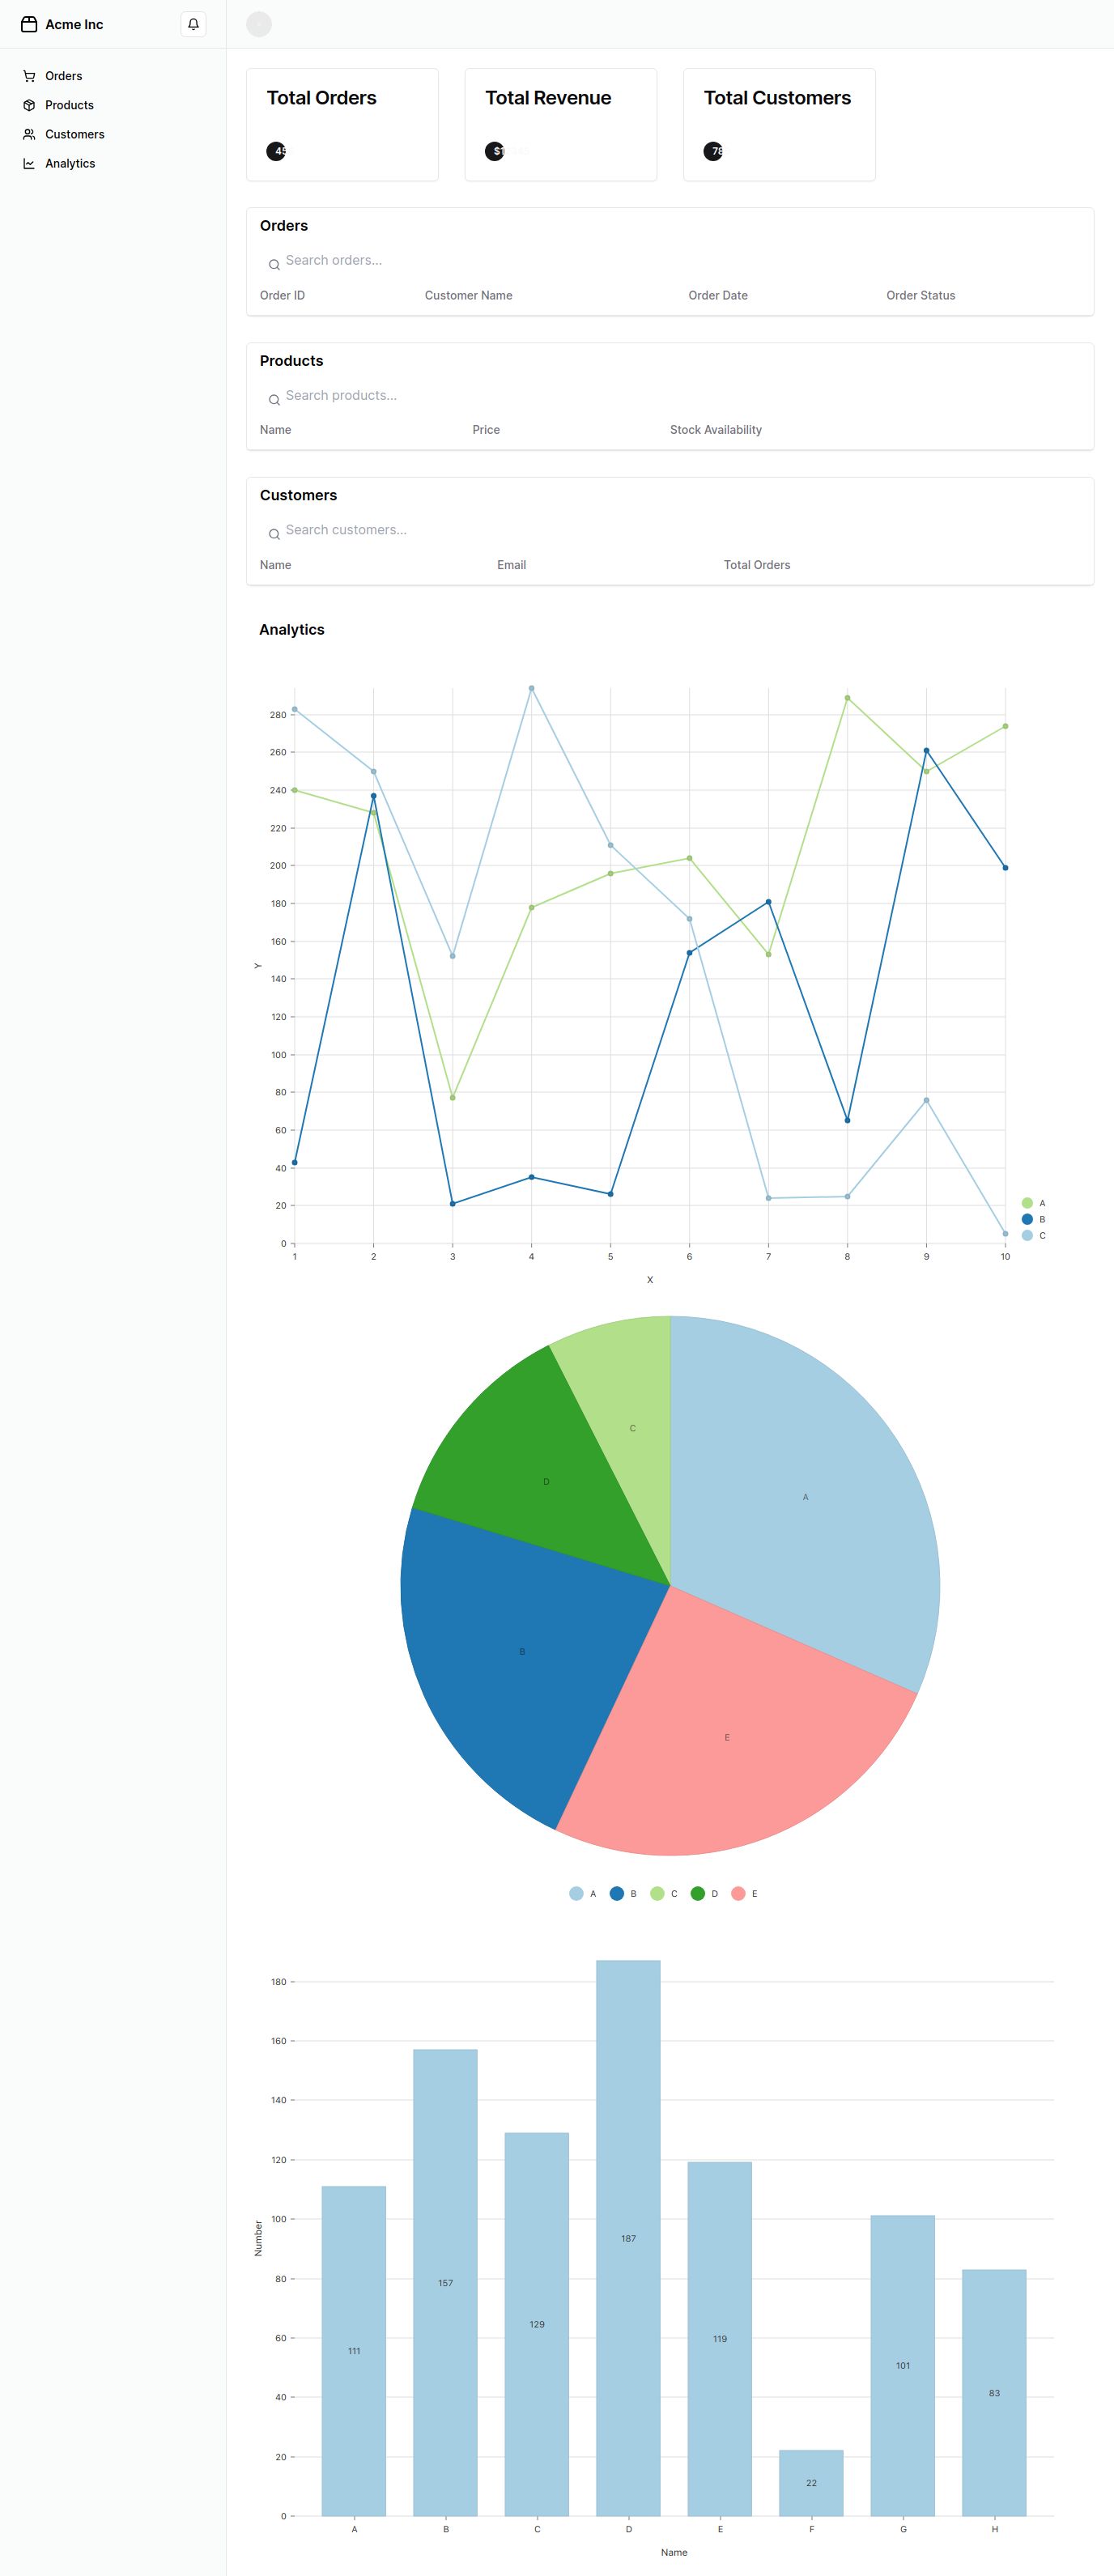 Acme Inc
Orders
Products
Customers
Analytics
Total Orders
Total Revenue
Total Customers
Orders
Search orders...
Order ID Customer Name Order Date Order Status
Products
Search products...
Name Price Stock Availability
Customers
Search customers...
Name Email Total Orders
Analytics
280
260
240
220
200
180
160
140
120
100
80
60
40
20
0
Y
1 2 3 4 5 6 7 8 9 10
X
A
B
C
C
D
A
B
E
A B C D E
180
160
140
120
100
80
60
40
20
0
Number
111 157 129 187 119 22 101 83
A B C D E F G H
Name